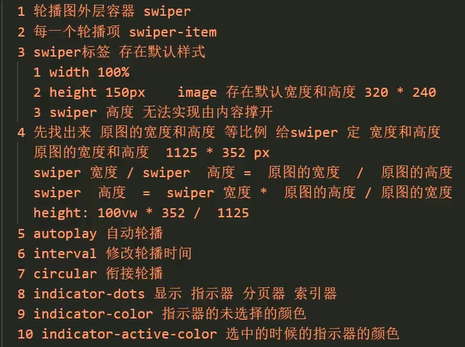 1 轮播图外层容器 swiper
2 每一个轮播项 swiper-item
3 swiper标签 存在默认样式
1 width 100%
2 height 150px image 存在默认宽度和高度 320 * 240
3 swiper 高度 无法实现由内容撑开
4 先找出来 原图的宽度和高度 等比例 给swiper 定 宽度和高度
原图的宽度和高度 1125 * 352 px
swiper 宽度 / swiper 高度 = 原图的宽度 / 原图的高度
swiper 高度 = swiper 宽度 * 原图的高度 / 原图的宽度
height: 100vw * 352 / 1125
5 autoplay 自动轮播
6 interval 修改轮播时间
7 circular 衔接轮播
8 indicator-dots 显示 指示器 分页器 索引器
9 indicator-color 指示器的未选择的颜色
10 indicator-active-color 选中的时候的指示器的颜色